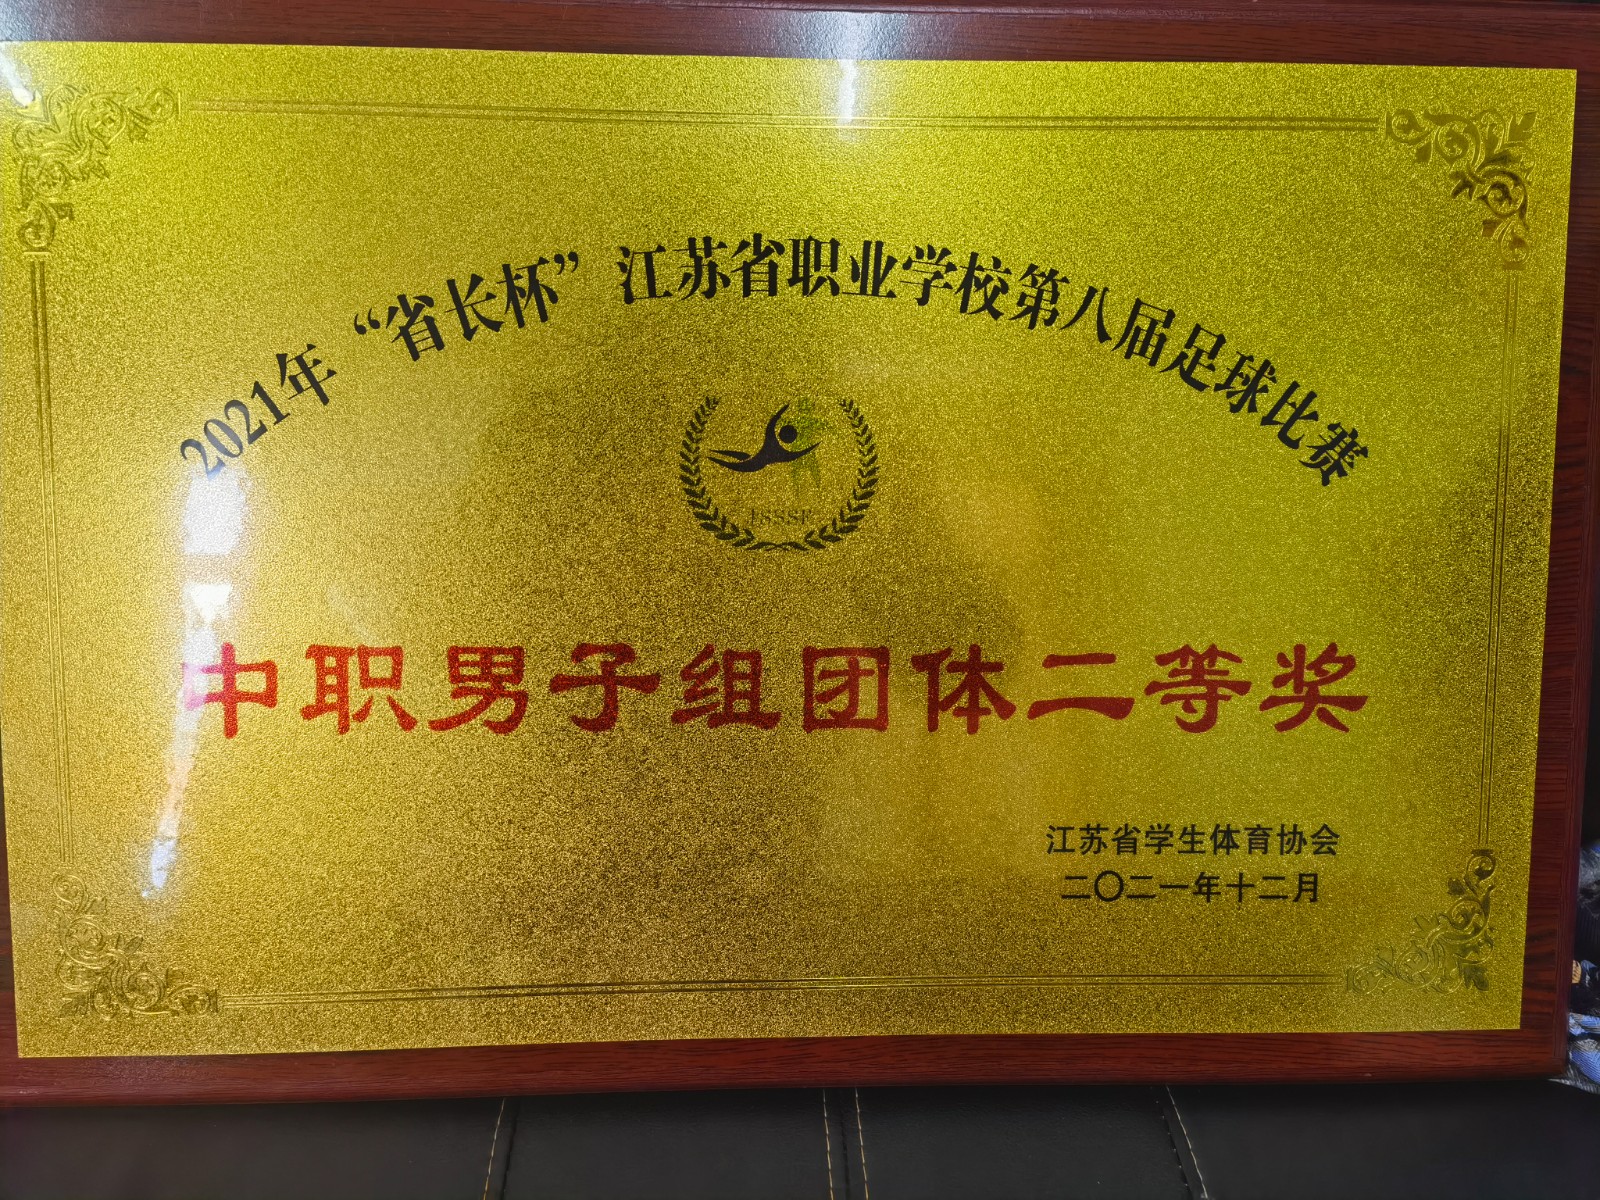 2021年“省长杯”江苏省职业学校第八届足球比赛
JSSSF
中职男子组团体二等奖
江苏省学生体育协会
二〇二一年十二月